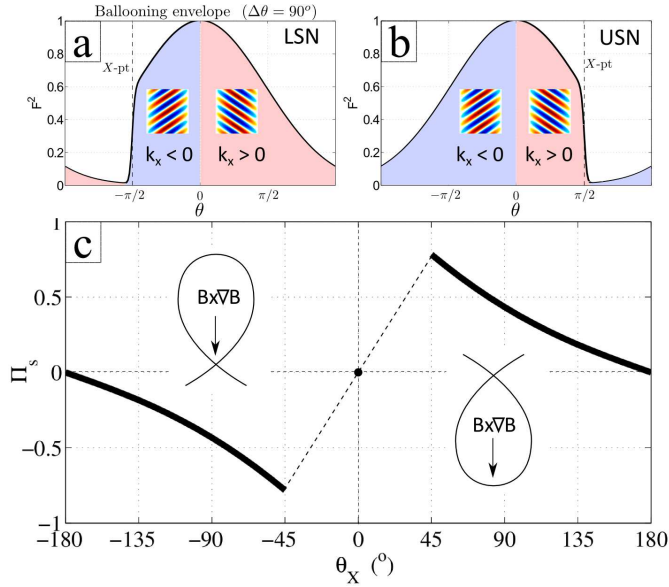 Ballooning envelope (Δθ = 90°)
a
LSN
X-pt
k_x < 0
k_x > 0
F²
1
0.8
0.6
0.4
0.2
0
−π/2
0
π/2
θ
b
USN
X-pt
k_x < 0
k_x > 0
F²
1
0.8
0.6
0.4
0.2
0
−π/2
0
π/2
θ
c
Bx∇B
Bx∇B
Π_s
1
0.5
0
−0.5
−1
−180
−135
−90
−45
0
45
90
135
180
θ_X (°)